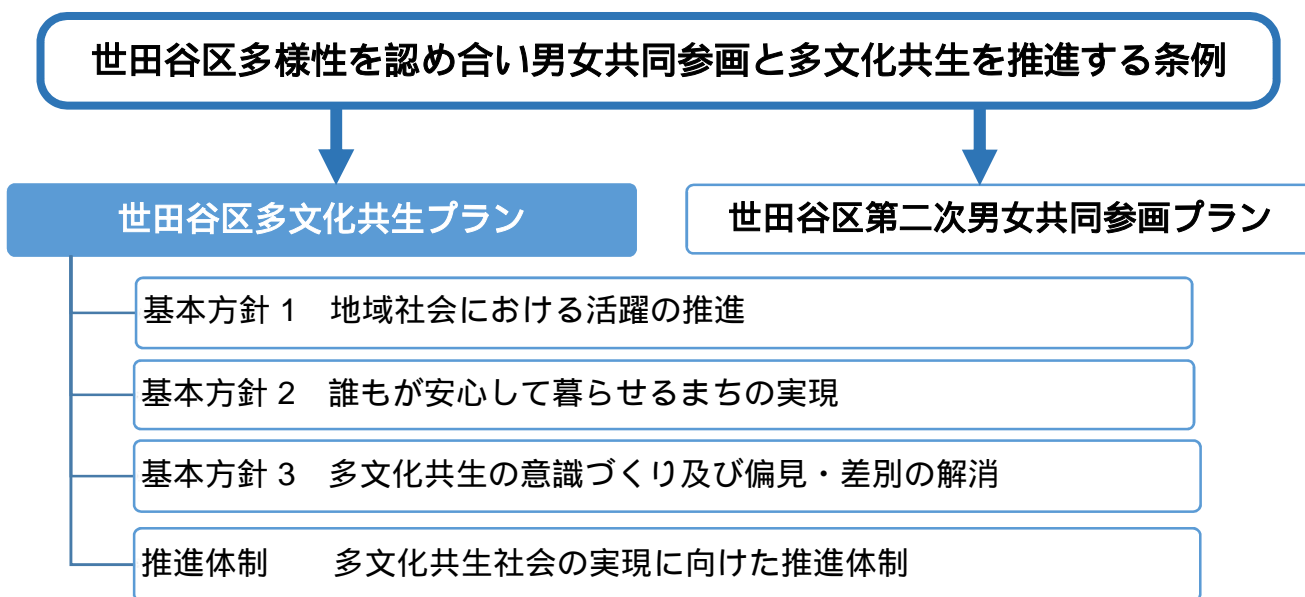 世田谷区多様性を認め合い男女共同参画と多文化共生を推進する条例
世田谷区多文化共生プラン
世田谷区第二次男女共同参画プラン
基本方針 1　地域社会における活躍の推進
基本方針 2　誰もが安心して暮らせるまちの実現
基本方針 3　多文化共生の意識づくり及び偏見・差別の解消
推進体制　　多文化共生社会の実現に向けた推進体制